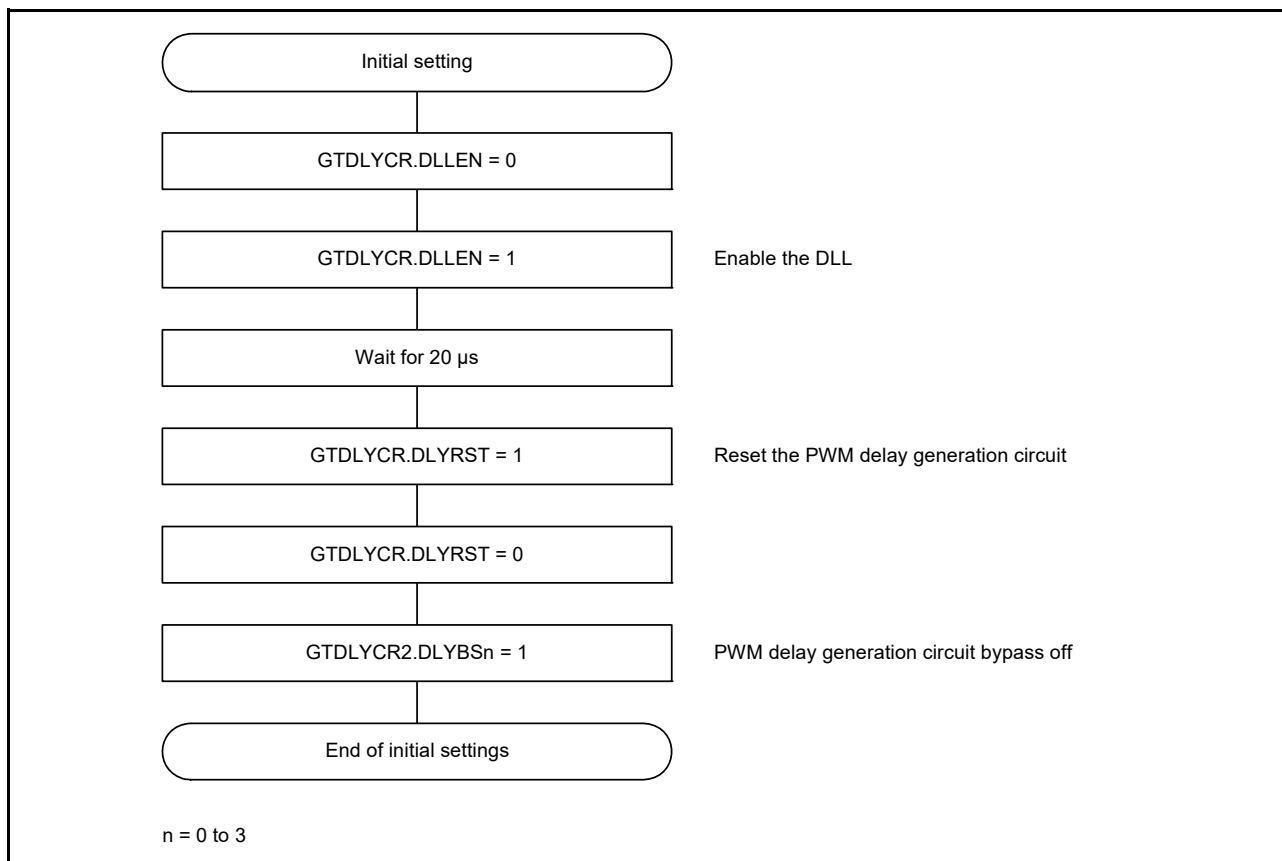 Initial setting
GTDLYCR.DLLEN = 0
GTDLYCR.DLLEN = 1
Enable the DLL
Wait for 20 µs
GTDLYCR.DLYRST = 1
Reset the PWM delay generation circuit
GTDLYCR.DLYRST = 0
GTDLYCR2.DLYBSn = 1
PWM delay generation circuit bypass off
End of initial settings
n = 0 to 3